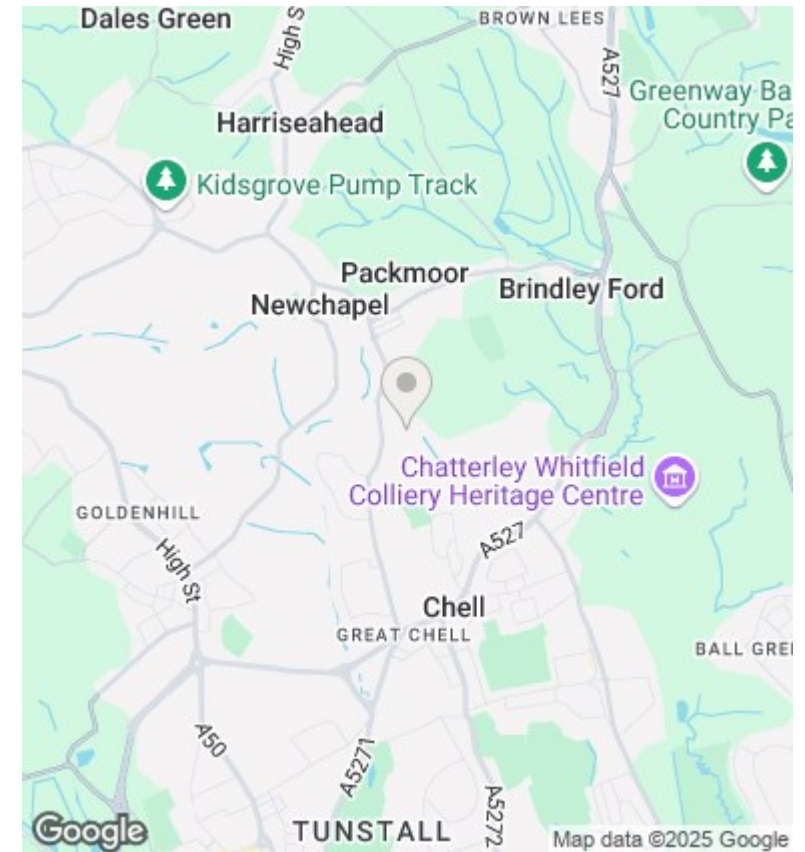 Dales Green
High S
BROWN LEES
A527
Greenway Ba
Country Pa
Harriseahead
Kidsgrove Pump Track
Packmoor
Newchapel
Brindley Ford
Chatterley Whitfield
Colliery Heritage Centre
GOLDENHILL
High St
A527
Chell
GREAT CHELL
BALL GREE
A50
A5271
A5272
TUNSTALL
Google
Map data ©2025 Google